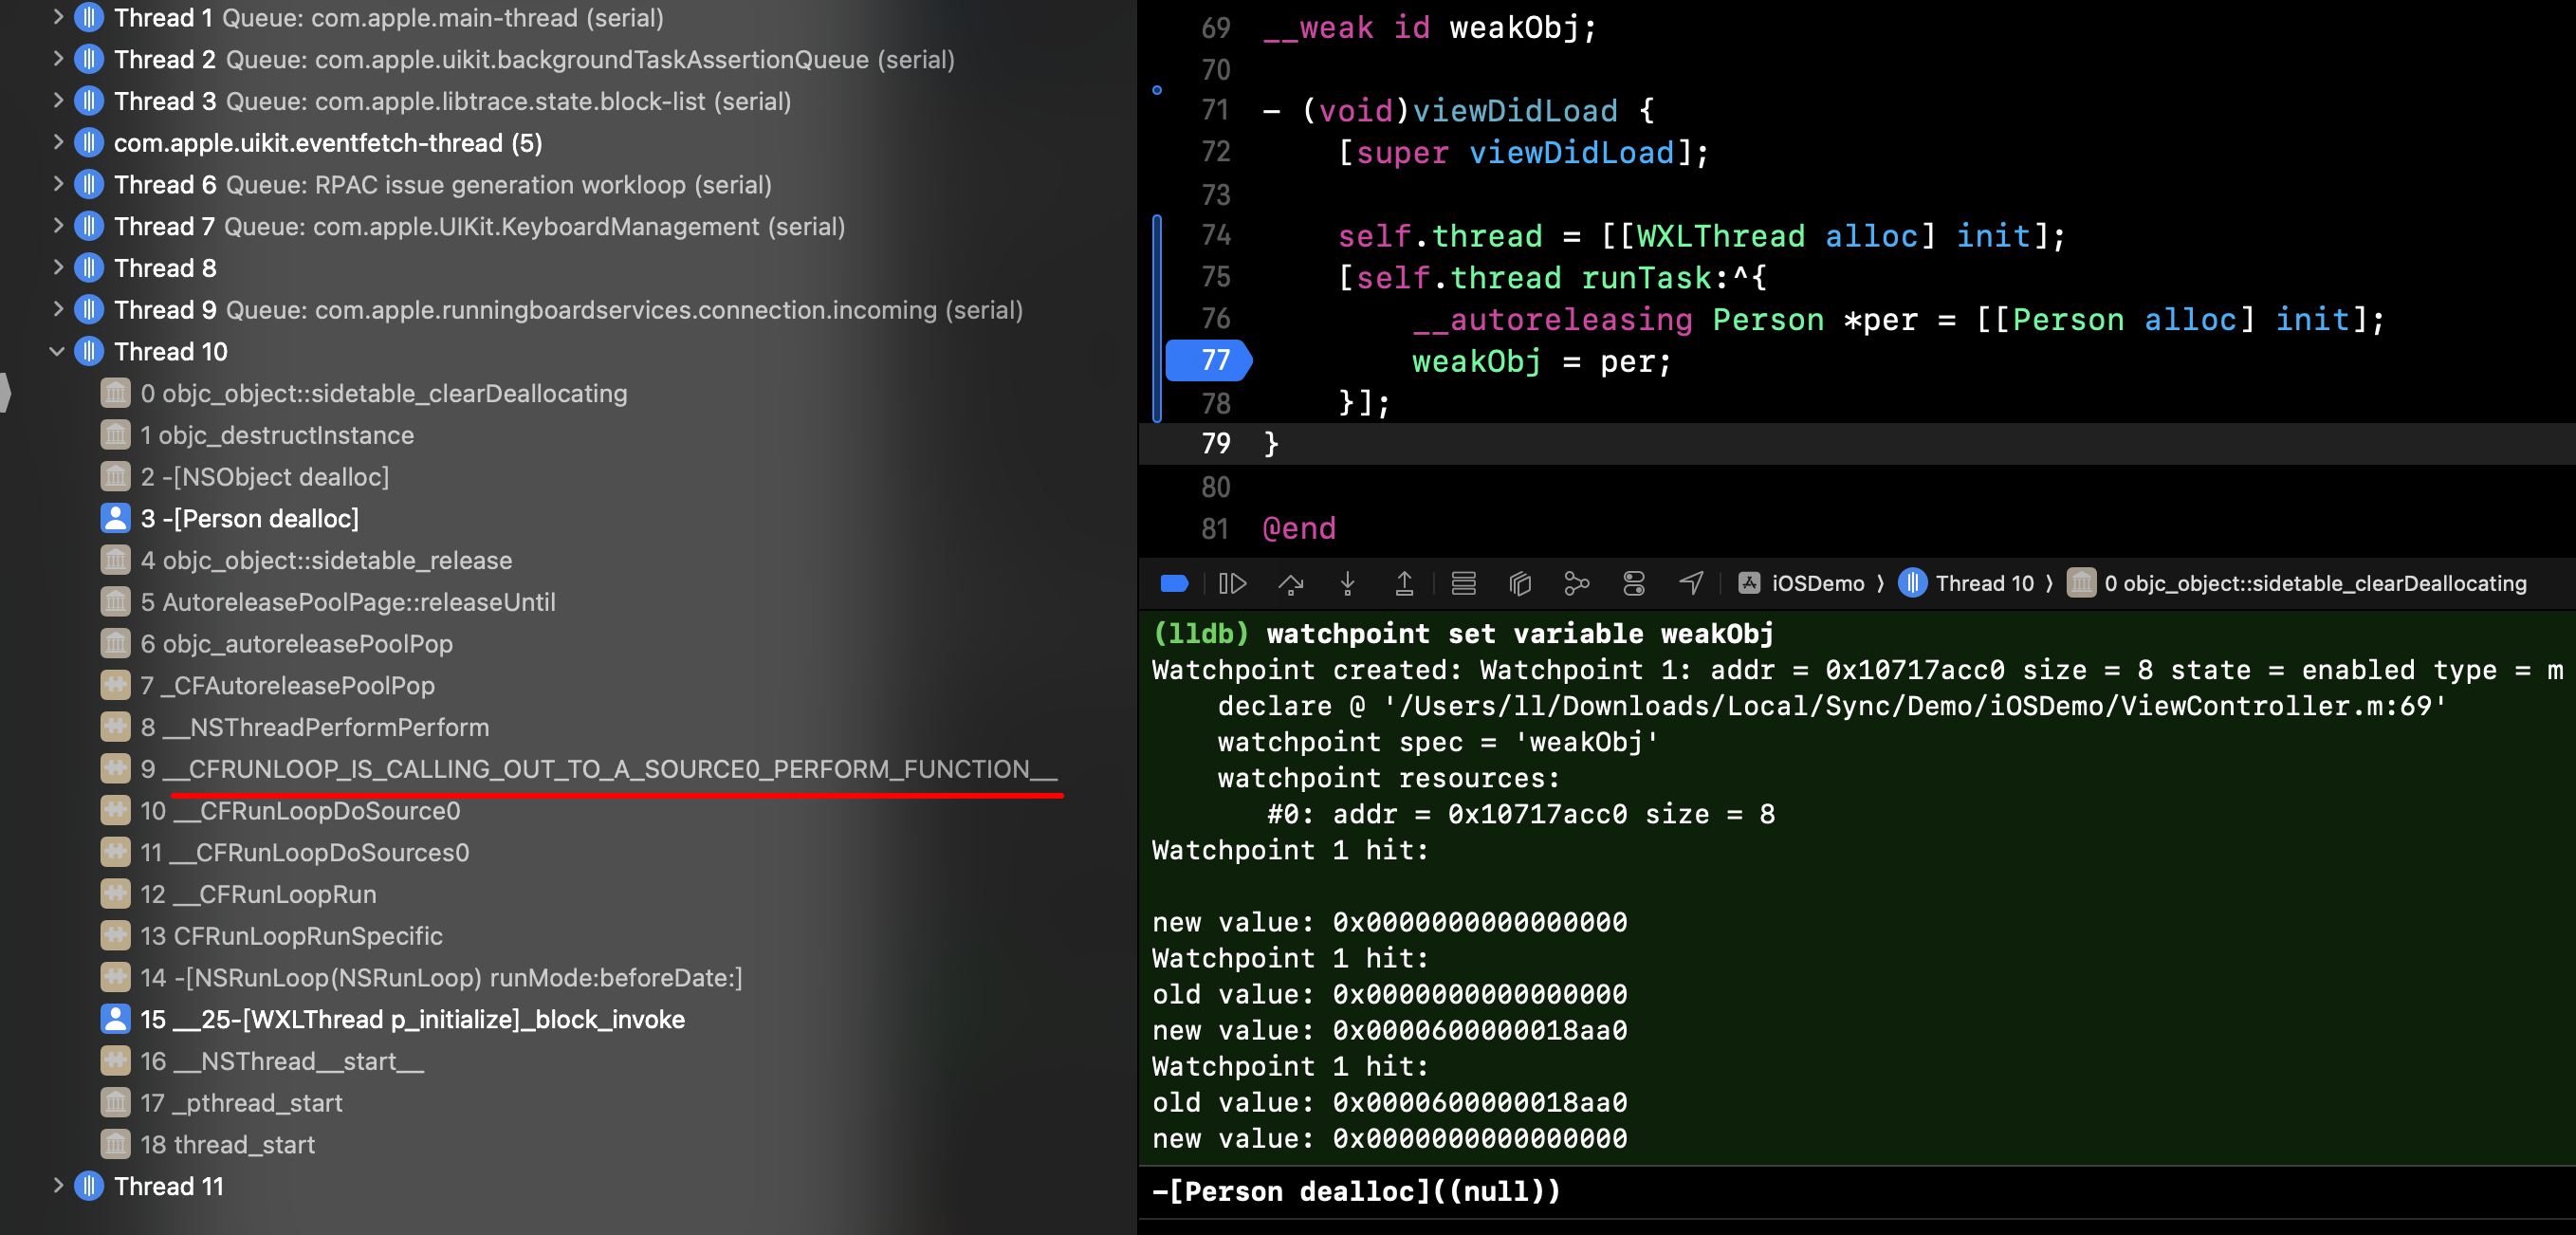 Thread 1 Queue: com.apple.main-thread (serial)
Thread 2 Queue: com.apple.uikit.backgroundTaskAssertionQueue (serial)
Thread 3 Queue: com.apple.libtrace.state.block-list (serial)
com.apple.uikit.eventfetch-thread (5)
Thread 6 Queue: RPAC issue generation workloop (serial)
Thread 7 Queue: com.apple.UIKit.KeyboardManagement (serial)
Thread 8
Thread 9 Queue: com.apple.runningboardservices.connection.incoming (serial)
Thread 10
0 objc_object::sidetable_clearDeallocating
1 objc_destructInstance
2 -[NSObject dealloc]
3 -[Person dealloc]
4 objc_object::sidetable_release
5 AutoreleasePoolPage::releaseUntil
6 objc_autoreleasePoolPop
7 _CFAutoreleasePoolPop
8 __NSThreadPerformPerform
9 __CFRUNLOOP_IS_CALLING_OUT_TO_A_SOURCE0_PERFORM_FUNCTION__
10 __CFRunLoopDoSource0
11 __CFRunLoopDoSources0
12 __CFRunLoopRun
13 CFRunLoopRunSpecific
14 -[NSRunLoop(NSRunLoop) runMode:beforeDate:]
15 __25-[WXLThread p_initialize]_block_invoke
16 __NSThread__start__
17 _pthread_start
18 thread_start
Thread 11
69 __weak id weakObj;
70
71 - (void)viewDidLoad {
72 [super viewDidLoad];
73
74 self.thread = [[WXLThread alloc] init];
75 [self.thread runTask:^{
76 __autoreleasing Person *per = [[Person alloc] init];
77 weakObj = per;
78 }];
79 }
80
81 @end
iOSDemo ⟩ Thread 10 ⟩ 0 objc_object::sidetable_clearDeallocating
(lldb) watchpoint set variable weakObj
Watchpoint created: Watchpoint 1: addr = 0x10717acc0 size = 8 state = enabled type = m
declare @ '/Users/ll/Downloads/Local/Sync/Demo/iOSDemo/ViewController.m:69'
watchpoint spec = 'weakObj'
watchpoint resources:
#0: addr = 0x10717acc0 size = 8
Watchpoint 1 hit:
new value: 0x0000000000000000
Watchpoint 1 hit:
old value: 0x0000000000000000
new value: 0x0000600000018aa0
Watchpoint 1 hit:
old value: 0x0000600000018aa0
new value: 0x0000000000000000
-[Person dealloc]((null))